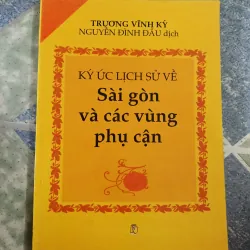 TRƯƠNG VĨNH KÝ
NGUYỄN ĐÌNH ĐẦU dịch
KÝ ỨC LỊCH SỬ VỀ
Sài gòn
và các vùng
phụ cận